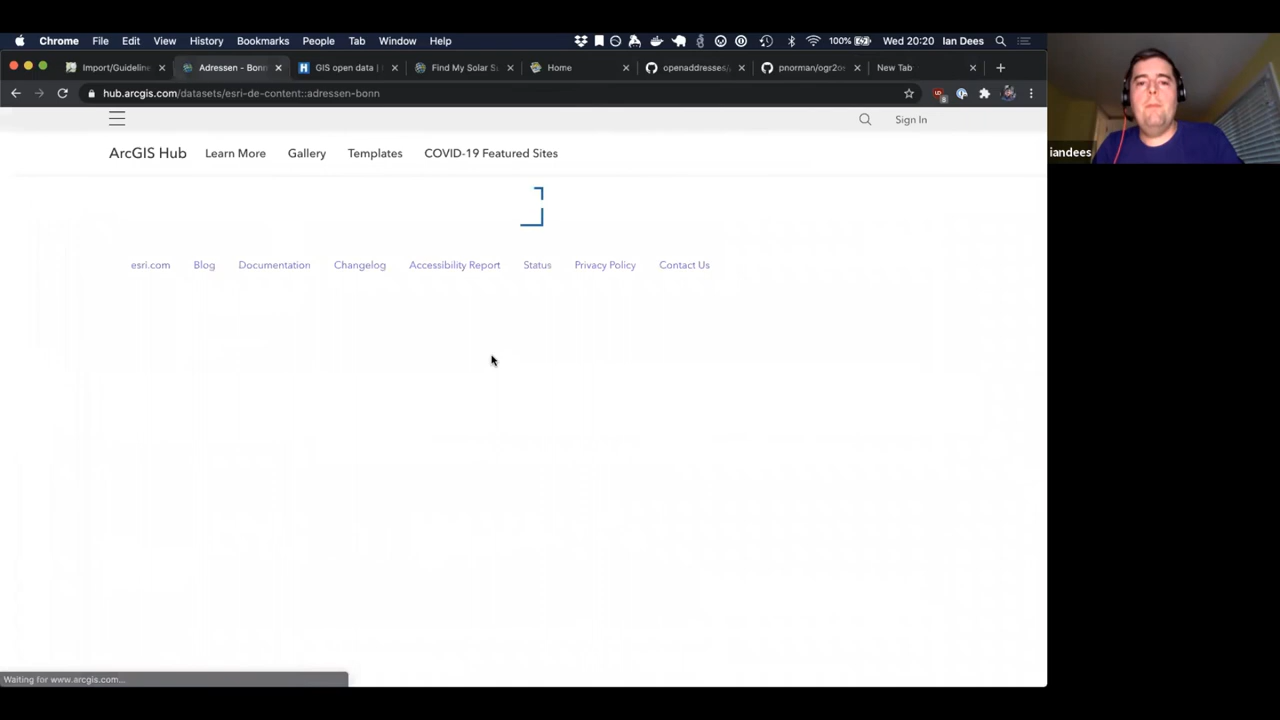 Chrome File Edit View History Bookmarks People Tab Window Help 100% Wed 20:20 Ian Dees
Import/Guideline Adressen - Bonn GIS open data | Find My Solar S Home openaddresses/ pnorman/ogr2os New Tab
hub.arcgis.com/datasets/esri-de-content::adressen-bonn
Sign In
ArcGIS Hub Learn More Gallery Templates COVID-19 Featured Sites
iandees
esri.com Blog Documentation Changelog Accessibility Report Status Privacy Policy Contact Us
Waiting for www.arcgis.com...